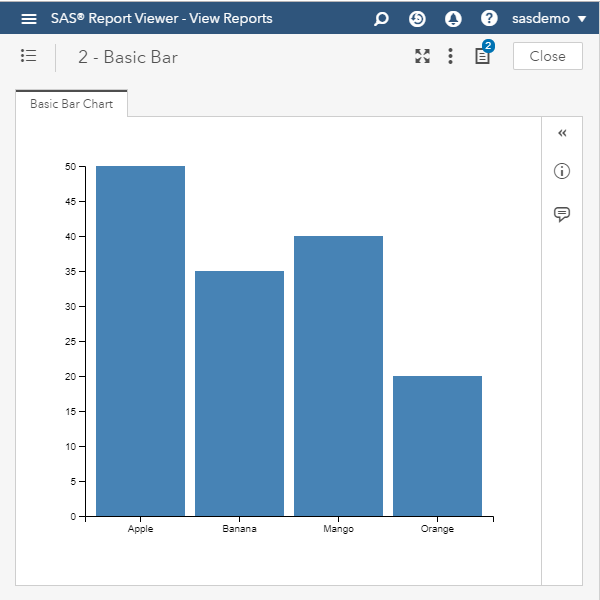 SAS® Report Viewer - View Reports
sasdemo
2 - Basic Bar
2
Close
Basic Bar Chart
50
45
40
35
30
25
20
15
10
5
0
Apple Banana Mango Orange